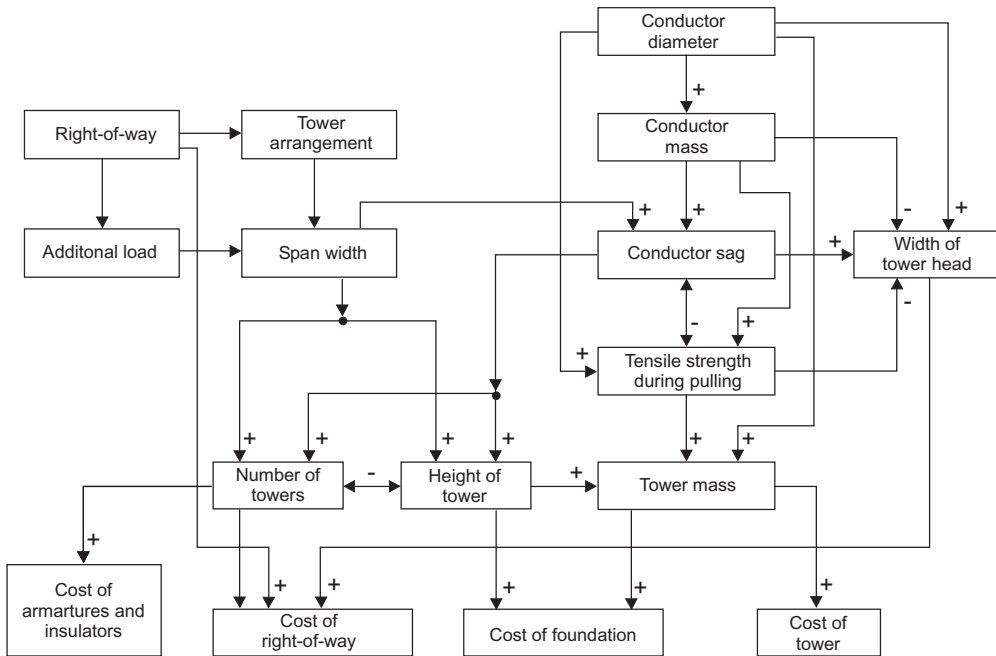 Conductor
diameter
+
+
Right-of-way
Tower
arrangement
Conductor
mass
-
+
+
+
Additonal load
Span width
Conductor sag
+
Width of
tower head
-
+
-
+
Tensile strength
during pulling
+
+
+
+
+
+
Number of
towers
-
Height of
tower
+
Tower mass
+
Cost of
armartures and
insulators
+
+
+
+
+
Cost of
right-of-way
Cost of foundation
Cost of
tower